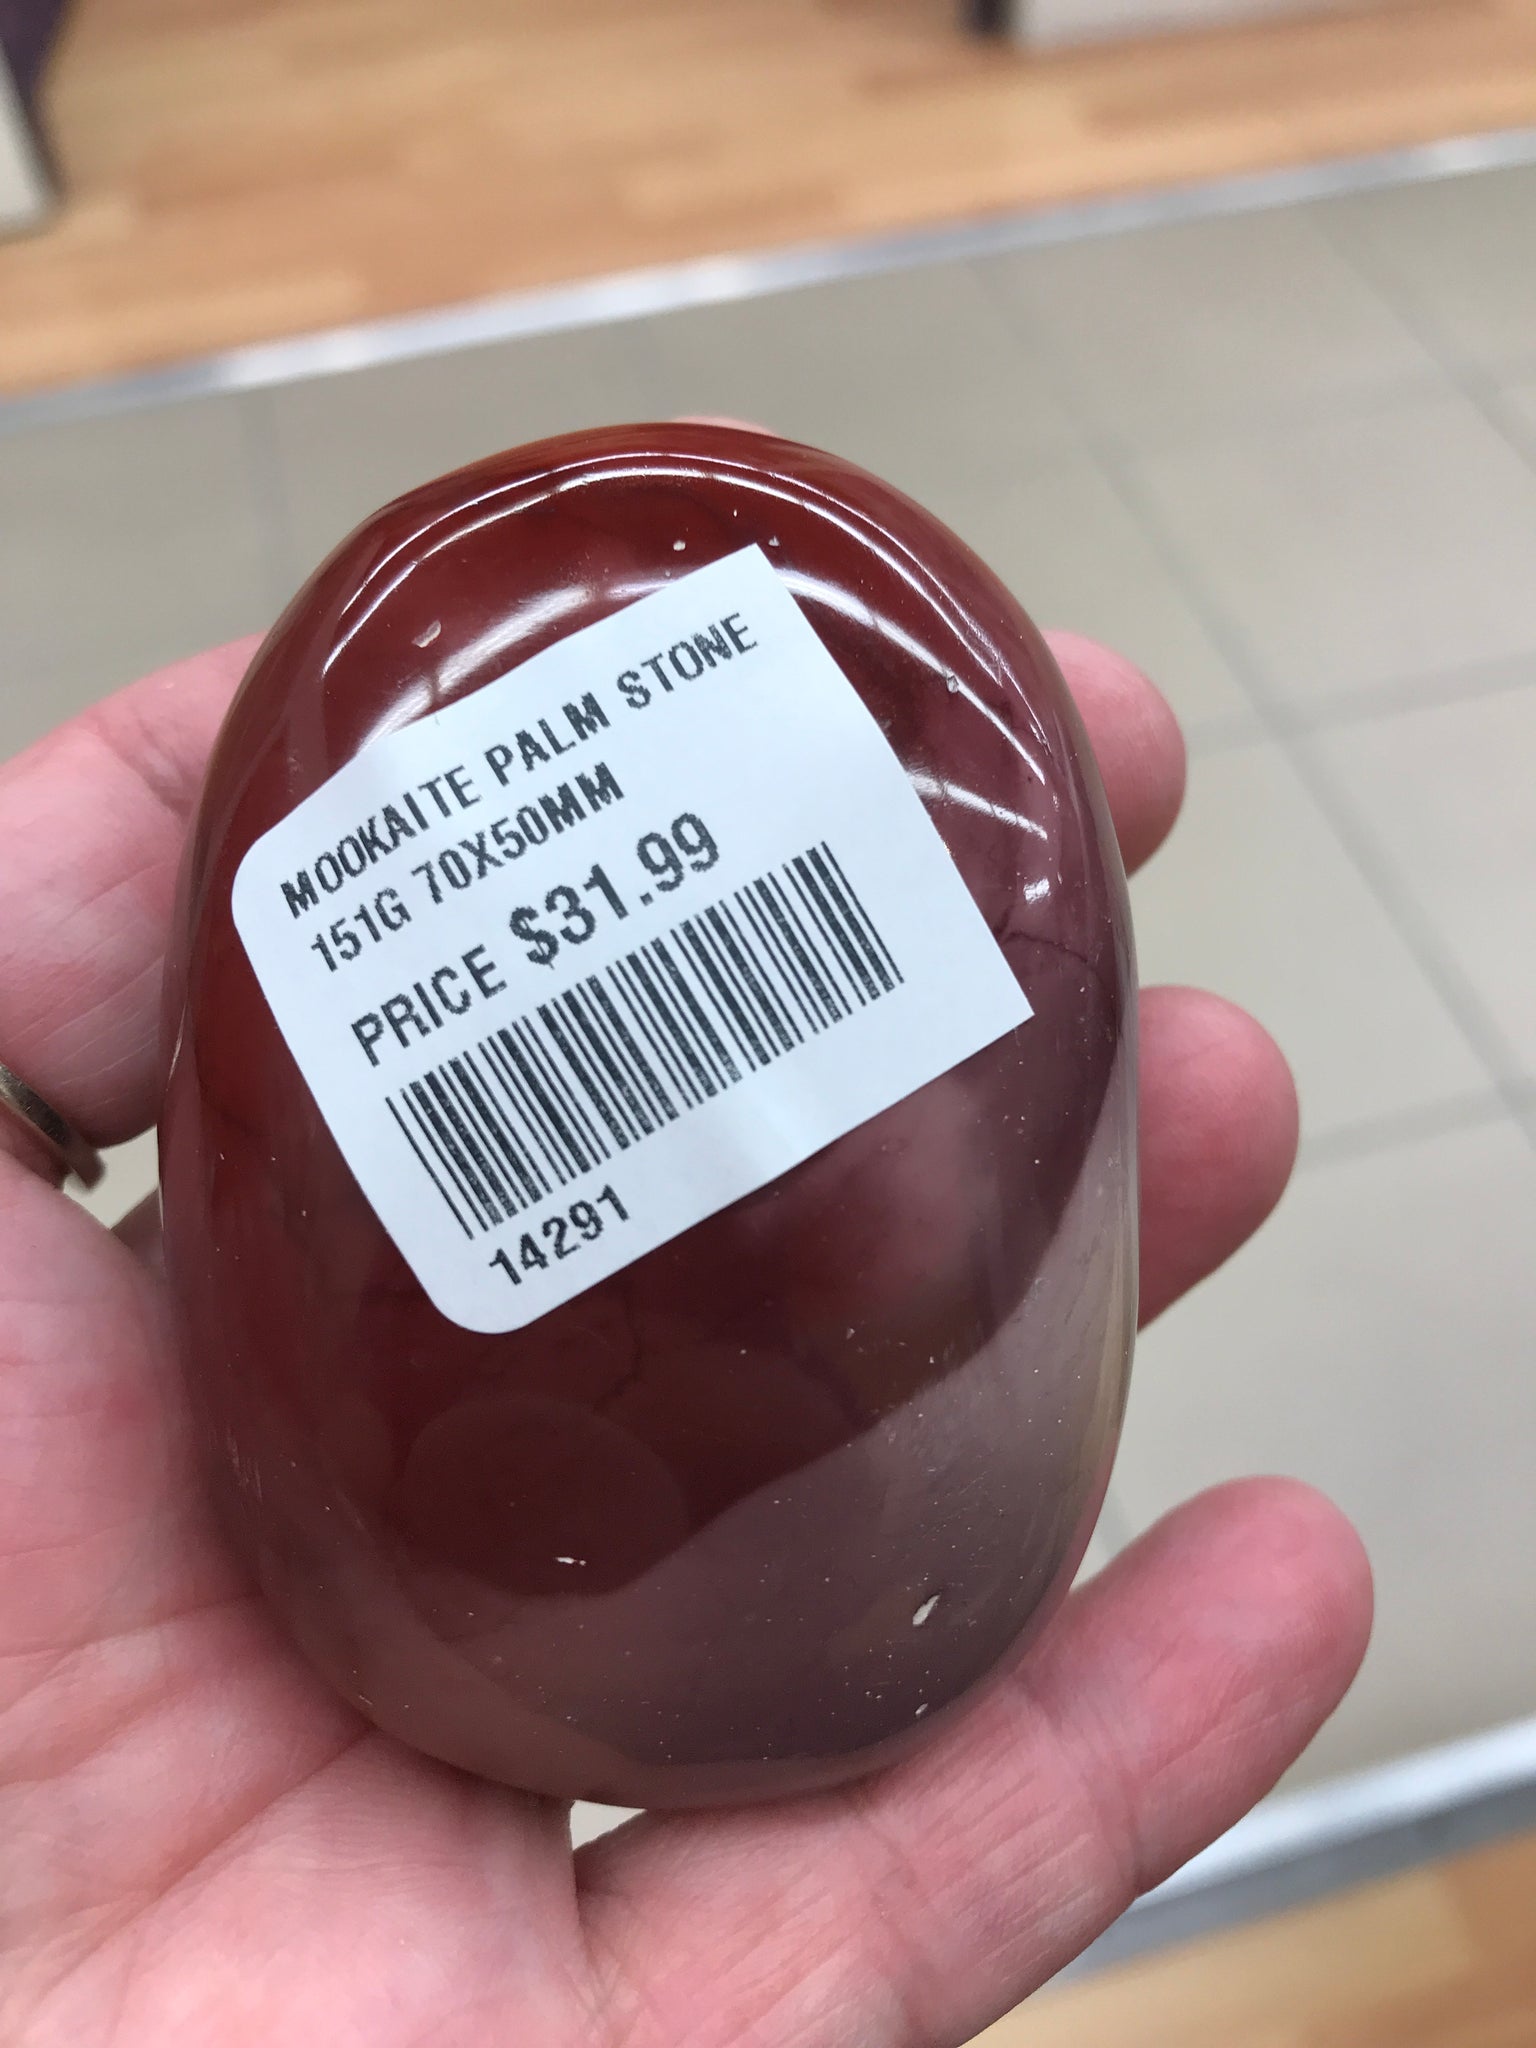 MOOKAITE PALM STONE
151G 70X50MM
PRICE $31.99
14291